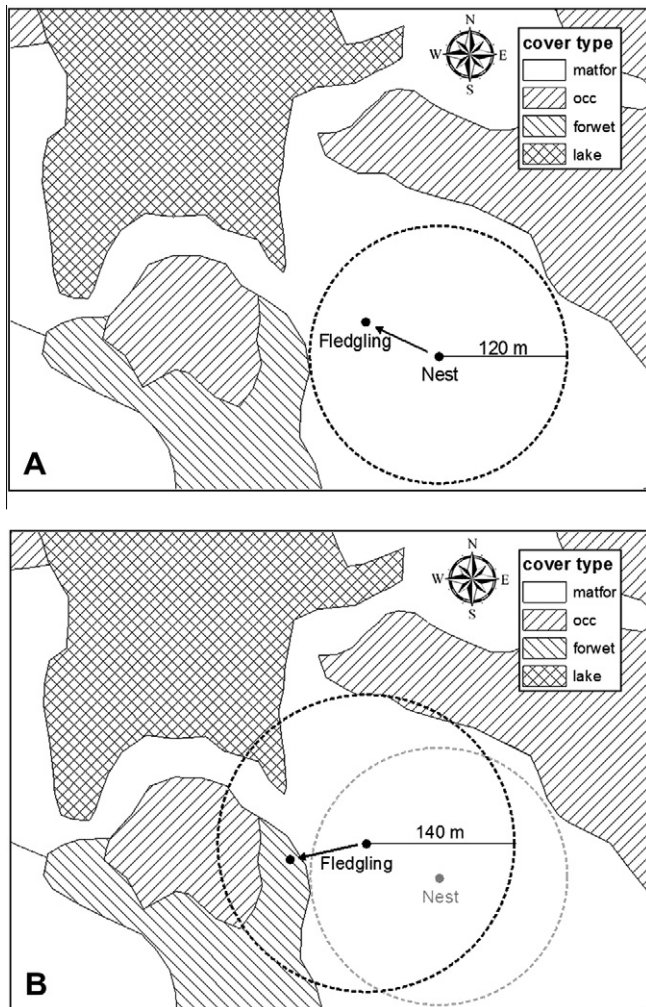 N
W E
S
cover type
matfor
occ
forwet
lake
Fledgling
120 m
Nest
A
N
W E
S
cover type
matfor
occ
forwet
lake
140 m
Fledgling
Nest
B